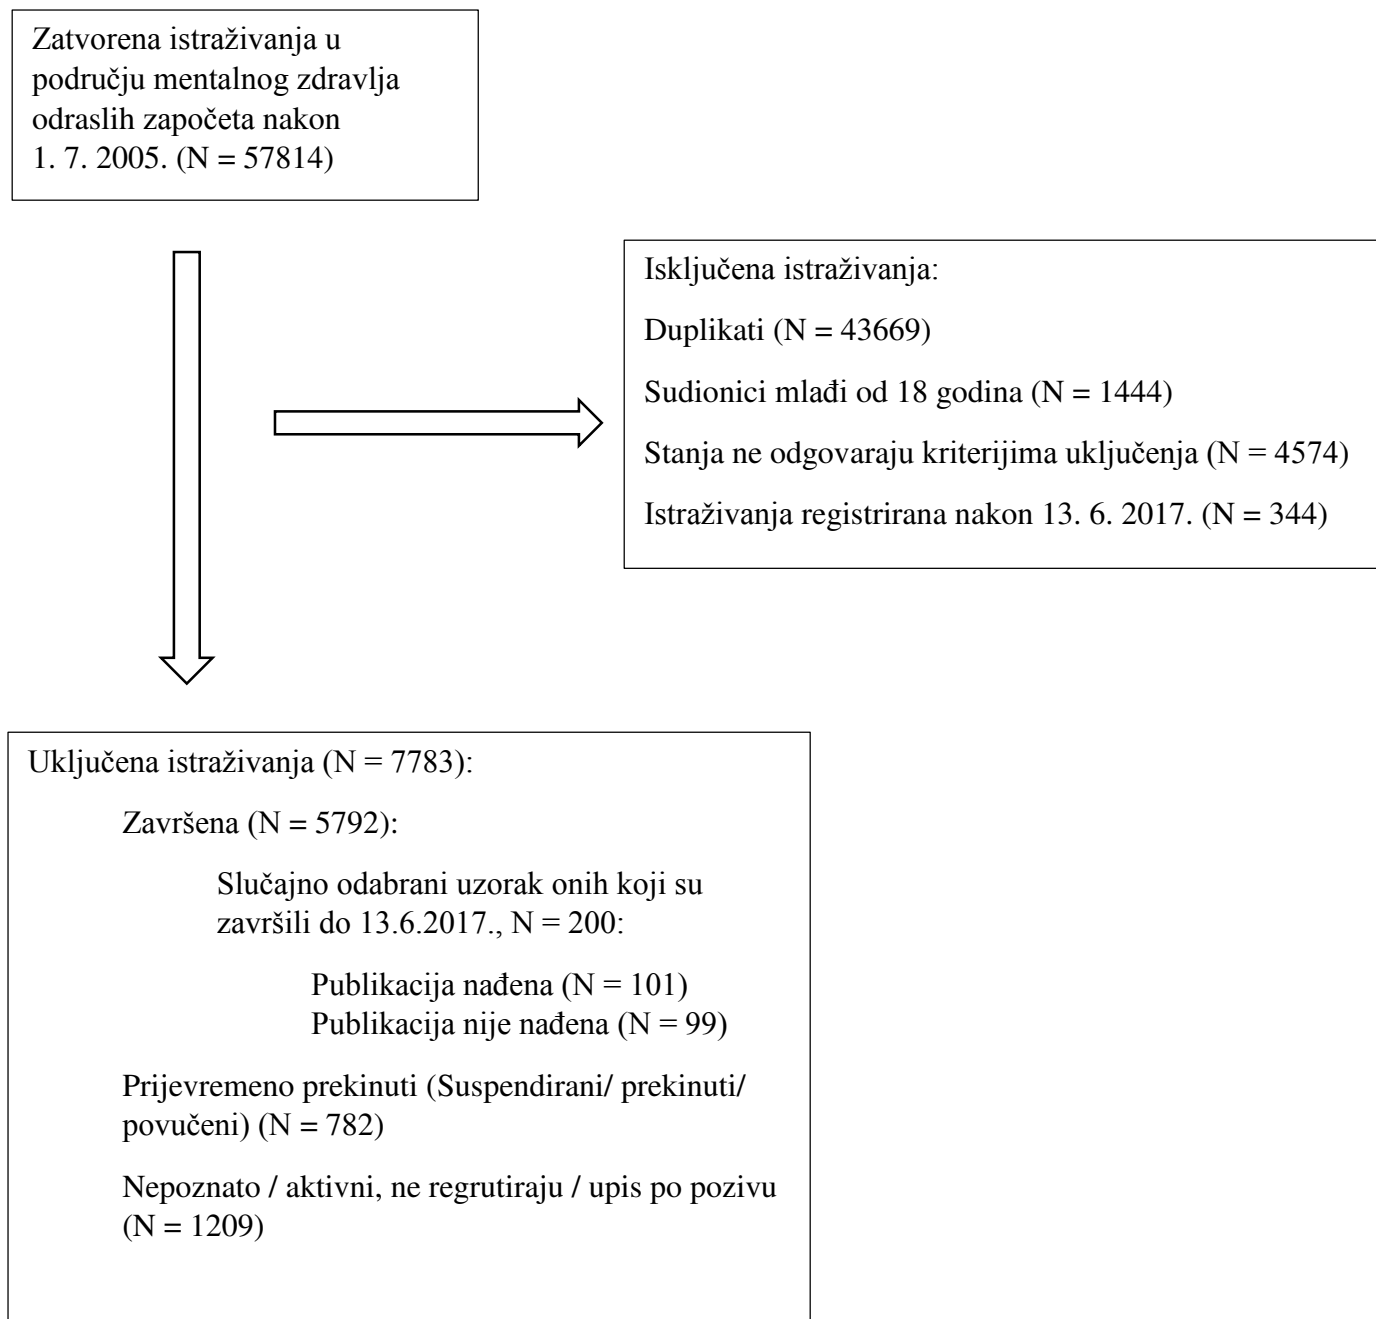 Zatvorena istraživanja u
području mentalnog zdravlja
odraslih započeta nakon
1. 7. 2005. (N = 57814)
Isključena istraživanja:
Duplikati (N = 43669)
Sudionici mlađi od 18 godina (N = 1444)
Stanja ne odgovaraju kriterijima uključenja (N = 4574)
Istraživanja registrirana nakon 13. 6. 2017. (N = 344)
Uključena istraživanja (N = 7783):
Završena (N = 5792):
Slučajno odabrani uzorak onih koji su
završili do 13.6.2017., N = 200:
Publikacija nađena (N = 101)
Publikacija nije nađena (N = 99)
Prijevremeno prekinuti (Suspendirani/ prekinuti/
povučeni) (N = 782)
Nepoznato / aktivni, ne regrutiraju / upis po pozivu
(N = 1209)